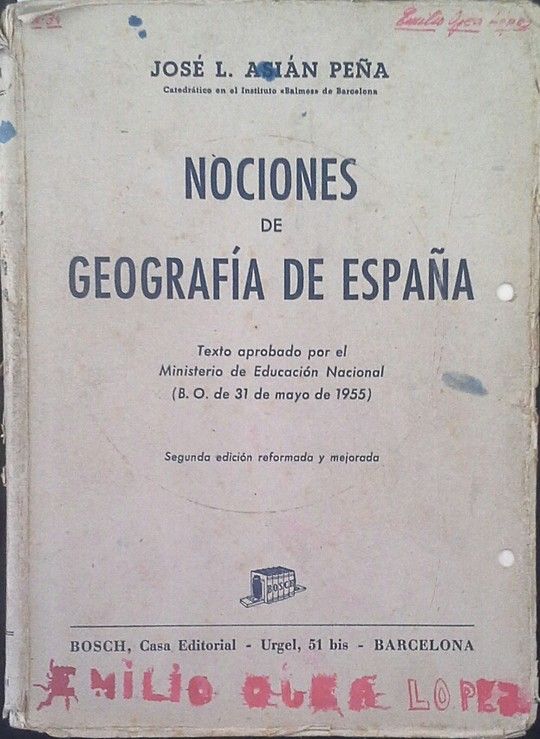 JOSÉ L. ASIÁN PEÑA
Catedrático en el Instituto «Balmes» de Barcelona
NOCIONES
DE
GEOGRAFÍA DE ESPAÑA
Texto aprobado por el
Ministerio de Educación Nacional
(B. O. de 31 de mayo de 1955)
Segunda edición reformada y mejorada
BOSCH
BOSCH, Casa Editorial - Urgel, 51 bis - BARCELONA
EMILIO LOPEZ